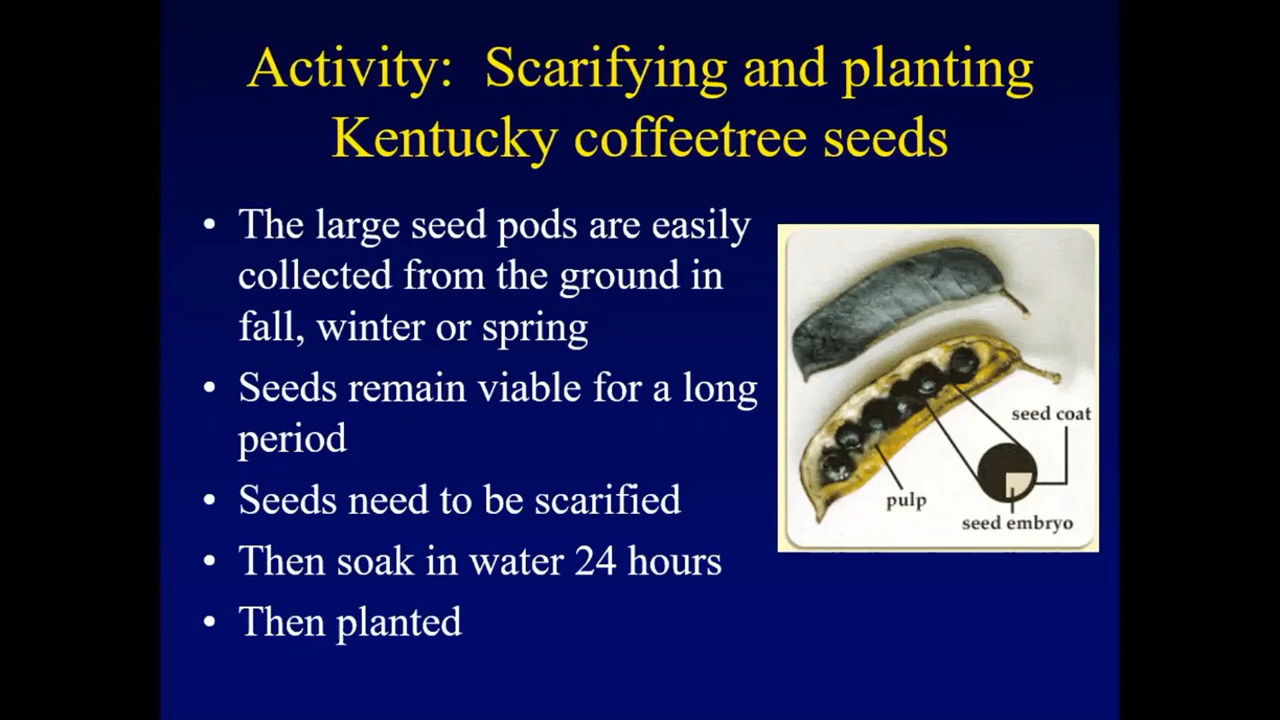 Activity: Scarifying and planting
Kentucky coffeetree seeds
• The large seed pods are easily
collected from the ground in
fall, winter or spring
• Seeds remain viable for a long
period
• Seeds need to be scarified
• Then soak in water 24 hours
• Then planted
seed coat
pulp
seed embryo